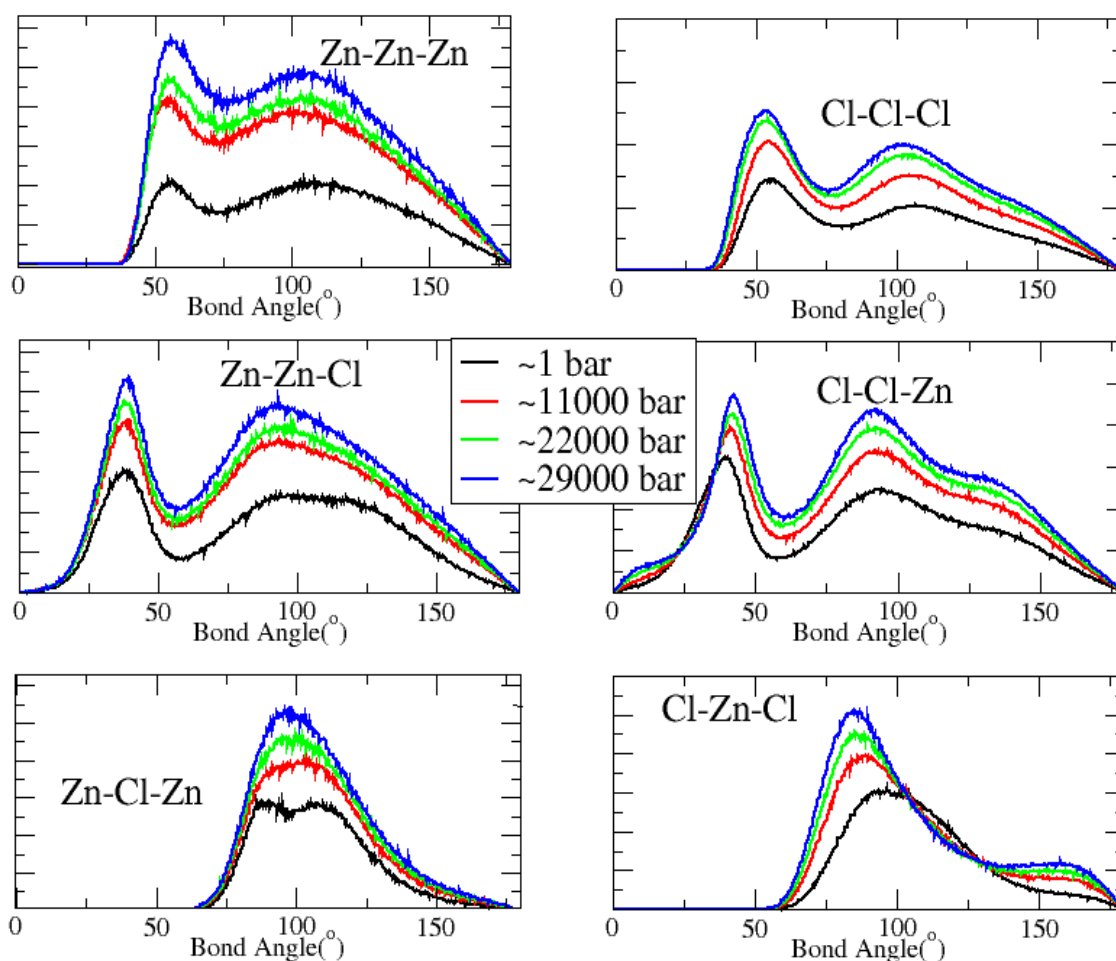 Zn-Zn-Zn
0 50 100 150
Bond Angle(°)
Cl-Cl-Cl
0 50 100 150
Bond Angle(°)
Zn-Zn-Cl
0 50 100 150
Bond Angle(°)
~1 bar
~11000 bar
~22000 bar
~29000 bar
Cl-Cl-Zn
0 50 100 150
Bond Angle(°)
Zn-Cl-Zn
0 50 100 150
Bond Angle(°)
Cl-Zn-Cl
0 50 100 150
Bond Angle(°)